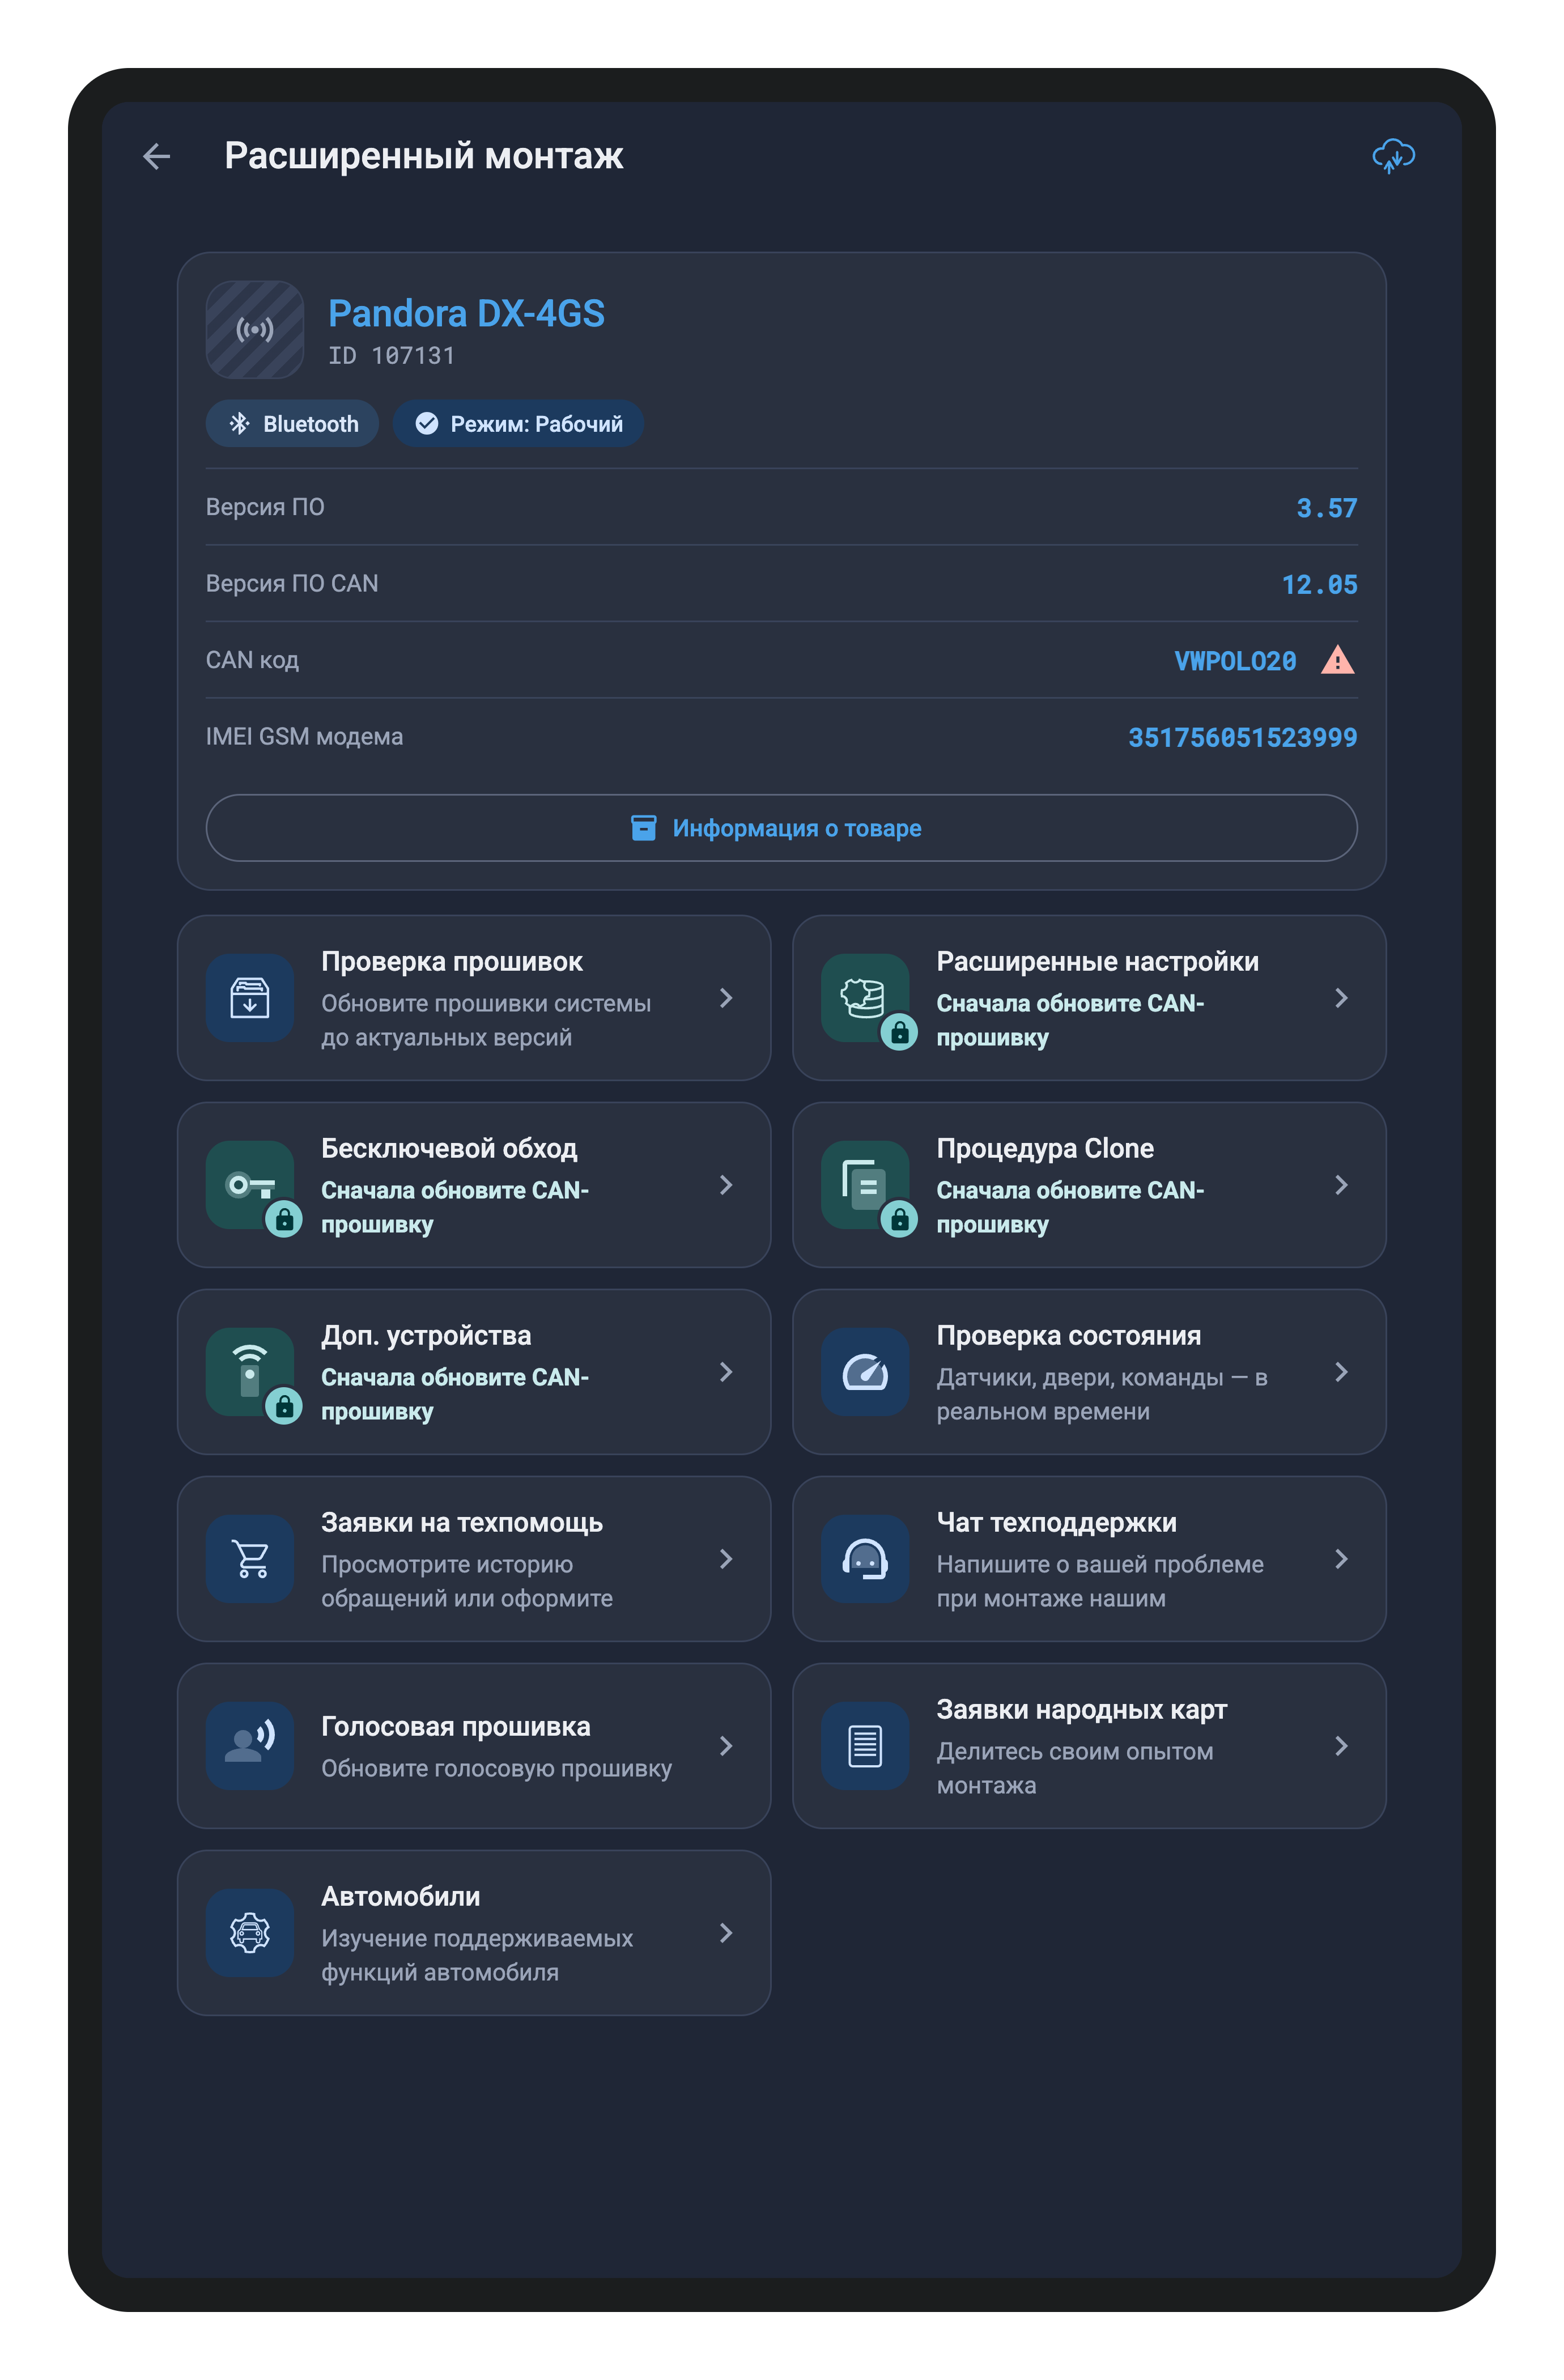 Расширенный монтаж
Pandora DX-4GS
ID 107131
Bluetooth
Режим: Рабочий
Версия ПО
3.57
Версия ПО CAN
12.05
CAN код
VWPOLO20
IMEI GSM модема
351756051523999
Информация о товаре
Проверка прошивок
Обновите прошивки системы
до актуальных версий
Расширенные настройки
Сначала обновите CAN-
прошивку
Бесключевой обход
Сначала обновите CAN-
прошивку
Процедура Clone
Сначала обновите CAN-
прошивку
Доп. устройства
Сначала обновите CAN-
прошивку
Проверка состояния
Датчики, двери, команды — в
реальном времени
Заявки на техпомощь
Просмотрите историю
обращений или оформите
Чат техподдержки
Напишите о вашей проблеме
при монтаже нашим
Голосовая прошивка
Обновите голосовую прошивку
Заявки народных карт
Делитесь своим опытом
монтажа
Автомобили
Изучение поддерживаемых
функций автомобиля